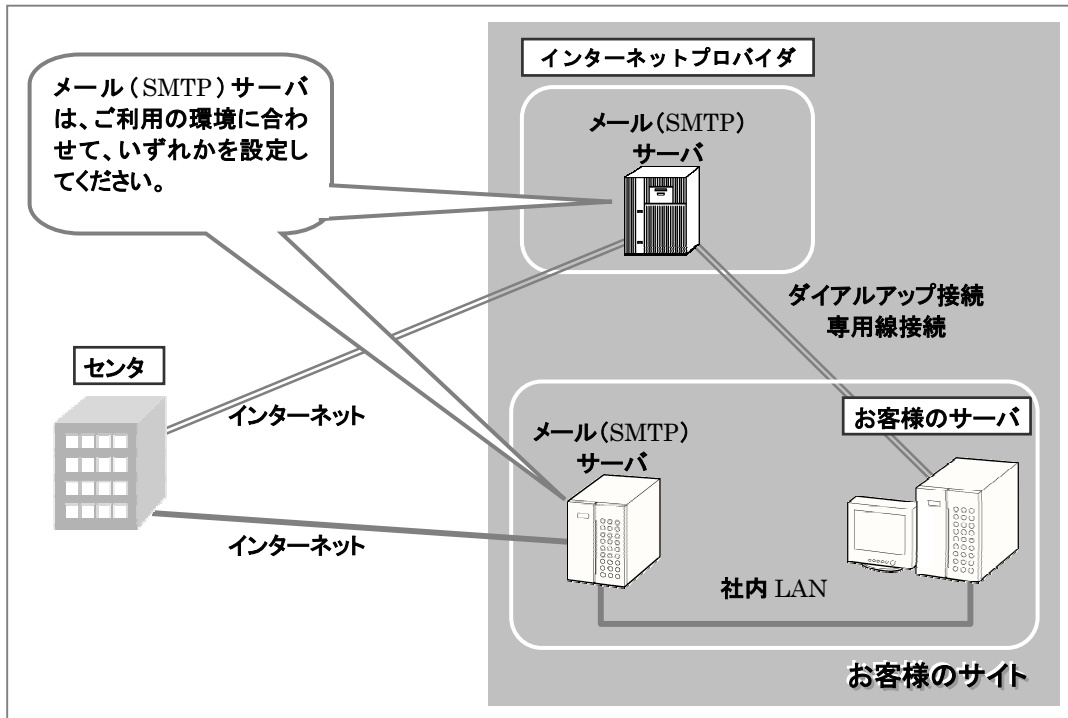 メール(SMTP)サーバ
は、ご利用の環境に合わ
せて、いずれかを設定し
てください。
インターネットプロバイダ
メール(SMTP)
サーバ
ダイアルアップ接続
専用線接続
センタ
インターネット
お客様のサーバ
メール(SMTP)
サーバ
インターネット
社内 LAN
お客様のサイト